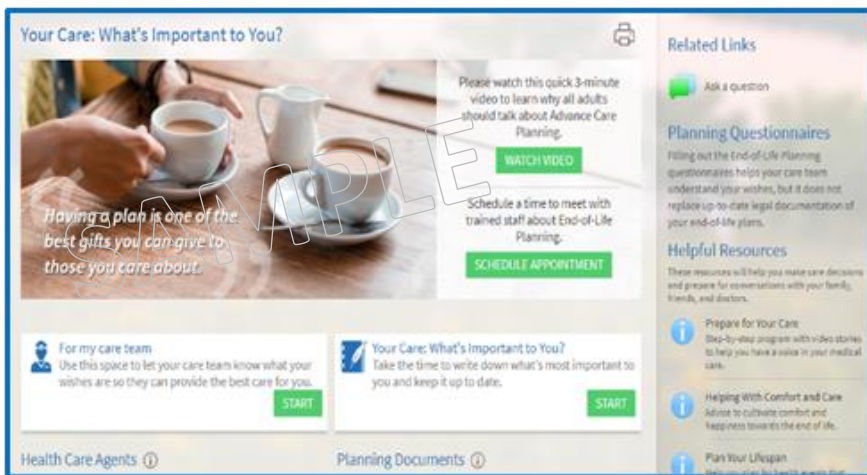 Your Care: What's Important to You?
Please watch this quick 3-minute
video to learn why all adults
should talk about Advance Care
Planning.
WATCH VIDEO
Schedule a time to meet with
trained staff about End-of-Life
Planning.
SCHEDULE APPOINTMENT
Having a plan is one of the
best gifts you can give to
those you care about.
SAMPLE
For my care team
Use this space to let your care team know what your
wishes are so they can provide the best care for you.
START
Your Care: What's Important to You?
Take the time to write down what's most important to
you and keep it up to date.
START
Health Care Agents
Planning Documents
Related Links
Ask a question
Planning Questionnaires
Filling out the End-of-Life Planning
questionnaires helps your care team
understand your wishes, but it does not
replace up-to-date legal documentation of
your end-of-life plans.
Helpful Resources
These resources will help you make care decisions
and prepare for conversations with your family,
friends, and doctors.
Prepare for Your Care
Step-by-step program with video stories
to help you have a voice in your medical
care.
Helping With Comfort and Care
Advice to cultivate comfort and
happiness towards the end of life.
Plan Your Lifespan
Help you plan for health events that